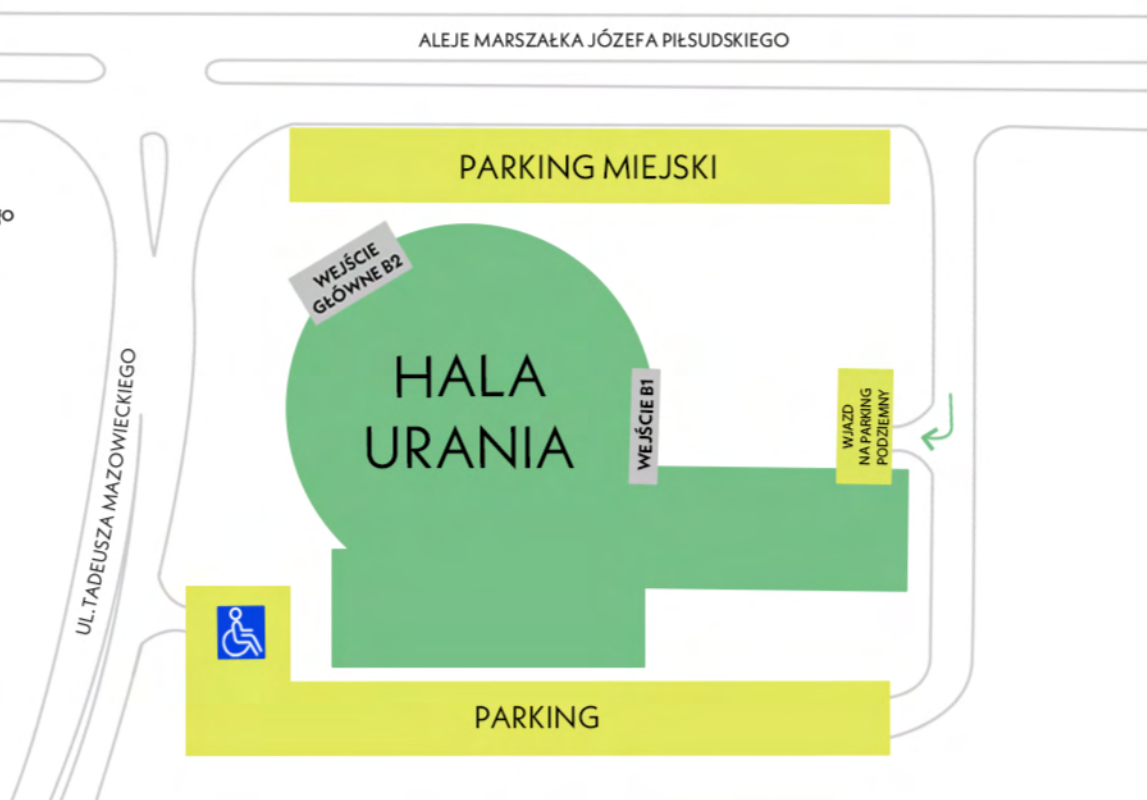 ALEJE MARSZAŁKA JÓZEFA PIŁSUDSKIEGO
PARKING MIEJSKI
WEJŚCIE
GŁÓWNE B2
HALA
URANIA
WEJŚCIE B1
WJAZD
NA PARKING
PODZIEMNY
UL.TADEUSZA MAZOWIECKIEGO
PARKING